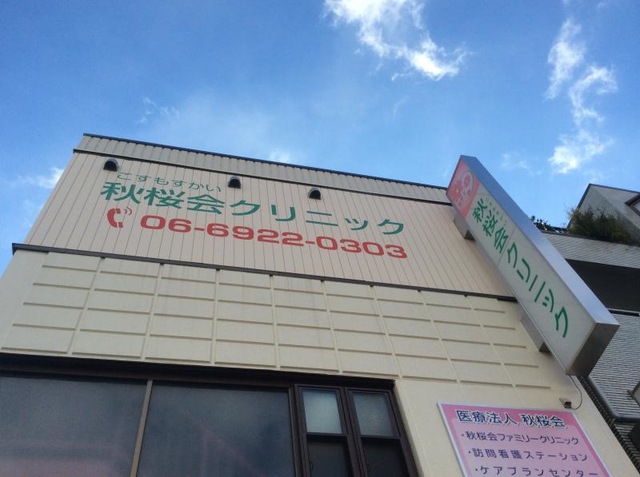 こすもすかい
秋桜会クリニック
06-6922-0303
秋桜会クリニック
医療法人 秋桜会
・秋桜会ファミリークリニック
・訪問看護ステーション
・ケアプランセンター